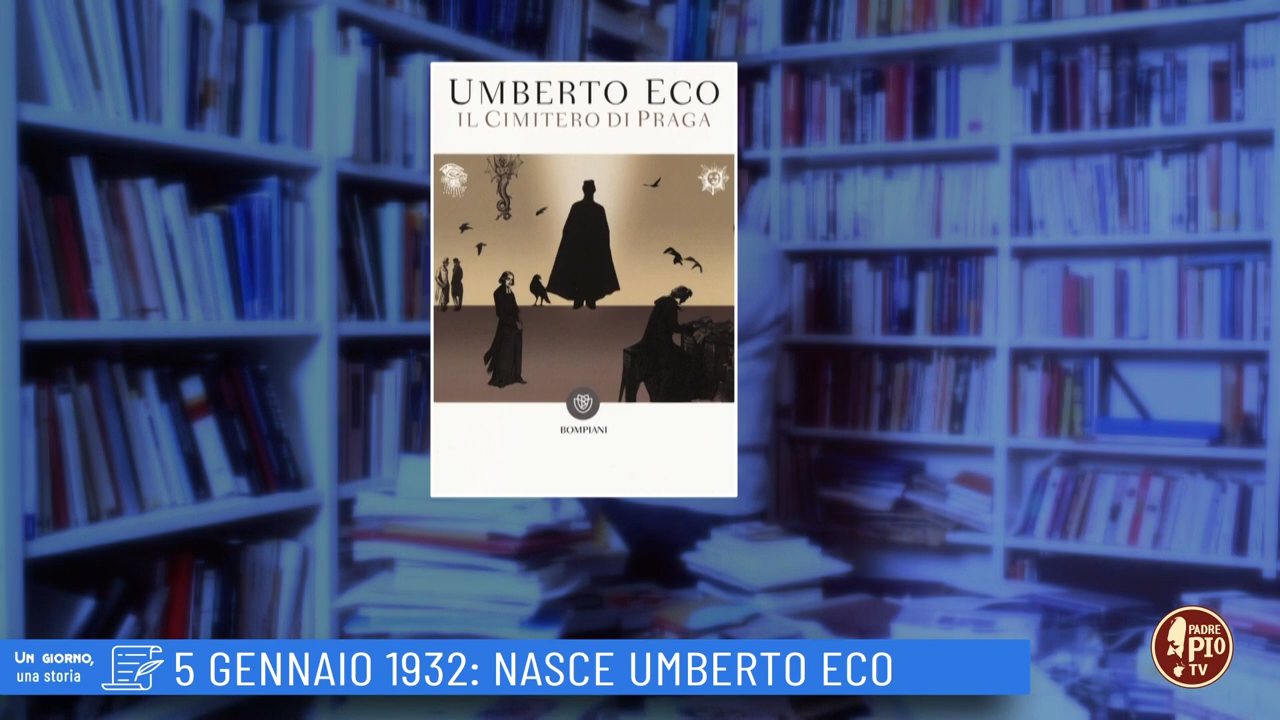 UMBERTO ECO
IL CIMITERO DI PRAGA
BOMPIANI
UN GIORNO,
una storia
5 GENNAIO 1932: NASCE UMBERTO ECO
PADRE
PIO
TV